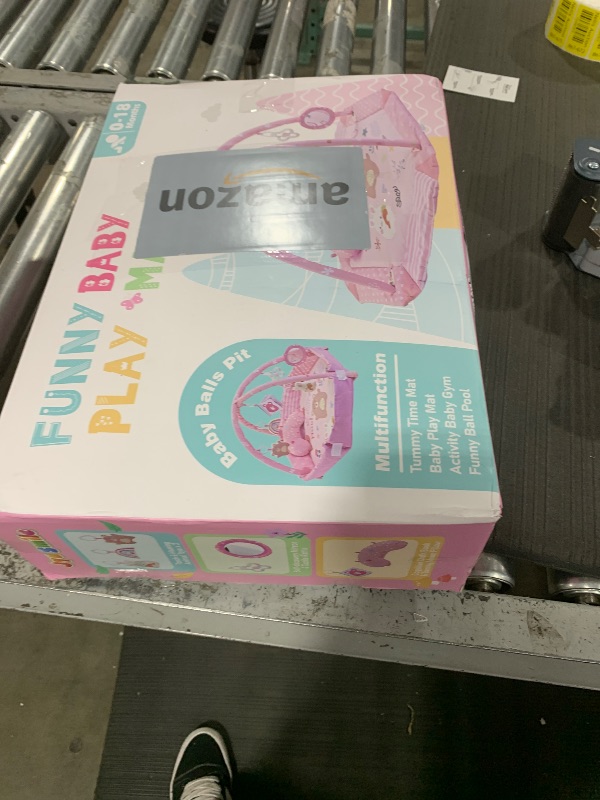 0-18
Months
amazon
FUNNY BABY
PLAY MA
Baby Balls Pit
Multifunction
Tummy Time Mat
Baby Play Mat
Activity Baby Gym
Funny Ball Pool